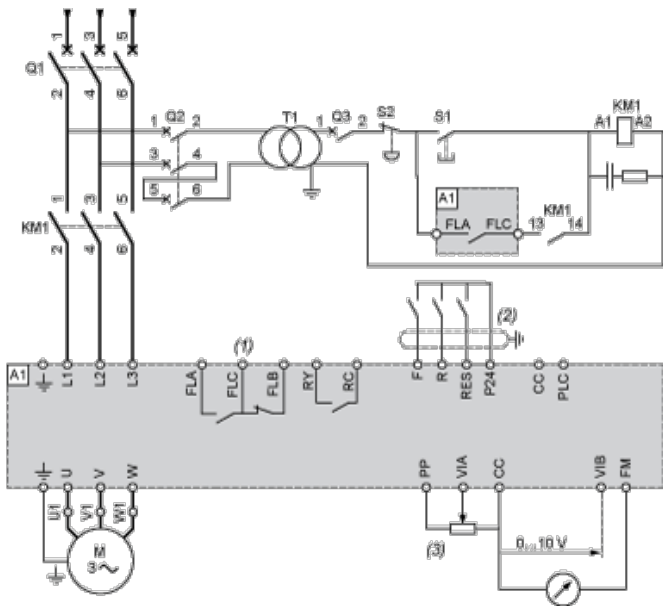 1 3 5
Q1
2 4 6
1 Q2 2
3 4
5 6
T1
1 Q3 2
S2
S1
KM1
A1 A2
A1
FLA FLC
KM1
13 14
1 3 5
KM1
2 4 6
(1)
(2)
A1
L1 L2 L3
FLA FLC FLB RY RC
F R RES P24 CC PLC
U V W
PP VIA CC VIB FM
U1 V1 W1
M
3
(3)
0 ... 10 V